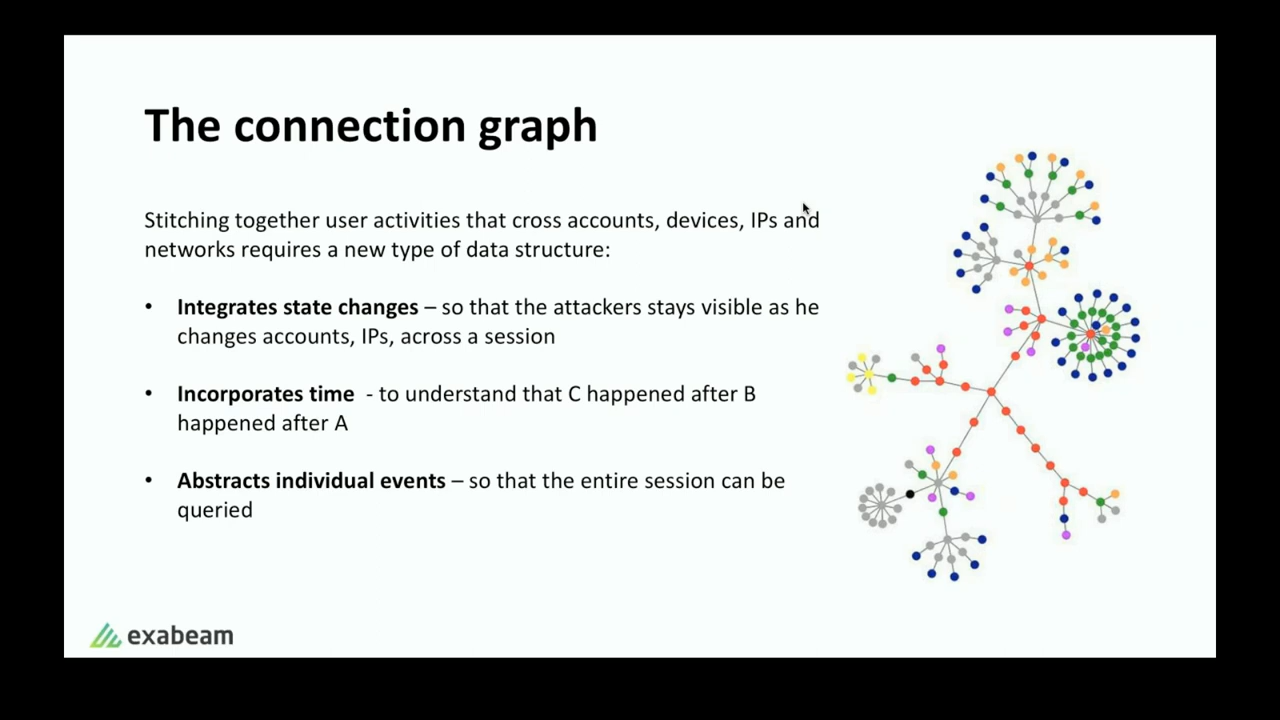 The connection graph
Stitching together user activities that cross accounts, devices, IPs and
networks requires a new type of data structure:
• Integrates state changes – so that the attackers stays visible as he
changes accounts, IPs, across a session
• Incorporates time  - to understand that C happened after B
happened after A
• Abstracts individual events – so that the entire session can be
queried
exabeam